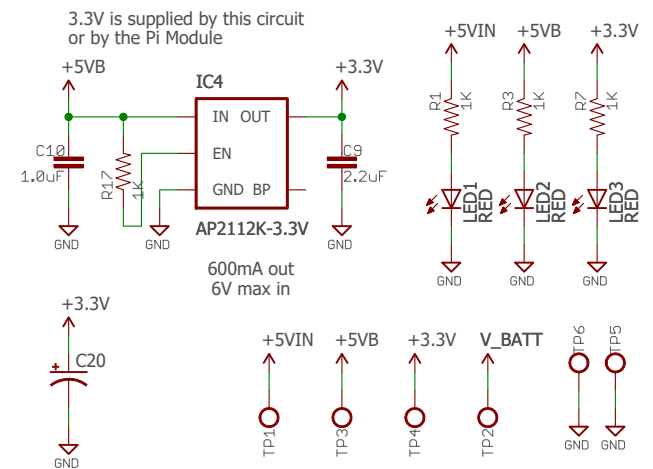 3.3V is supplied by this circuit
or by the Pi Module
+5VB
IC4
+3.3V
IN OUT
EN
GND BP
C10
1.0uF
R17
1K
C9
2.2uF
GND
GND
GND
AP2112K-3.3V
600mA out
6V max in
+5VIN
+5VB
+3.3V
R1
1K
R3
1K
R7
1K
LED1
RED
LED2
RED
LED3
RED
GND
GND
GND
+3.3V
+
C20
GND
+5VIN
+5VB
+3.3V
V_BATT
TP1
TP3
TP4
TP2
TP6
TP5
GND
GND